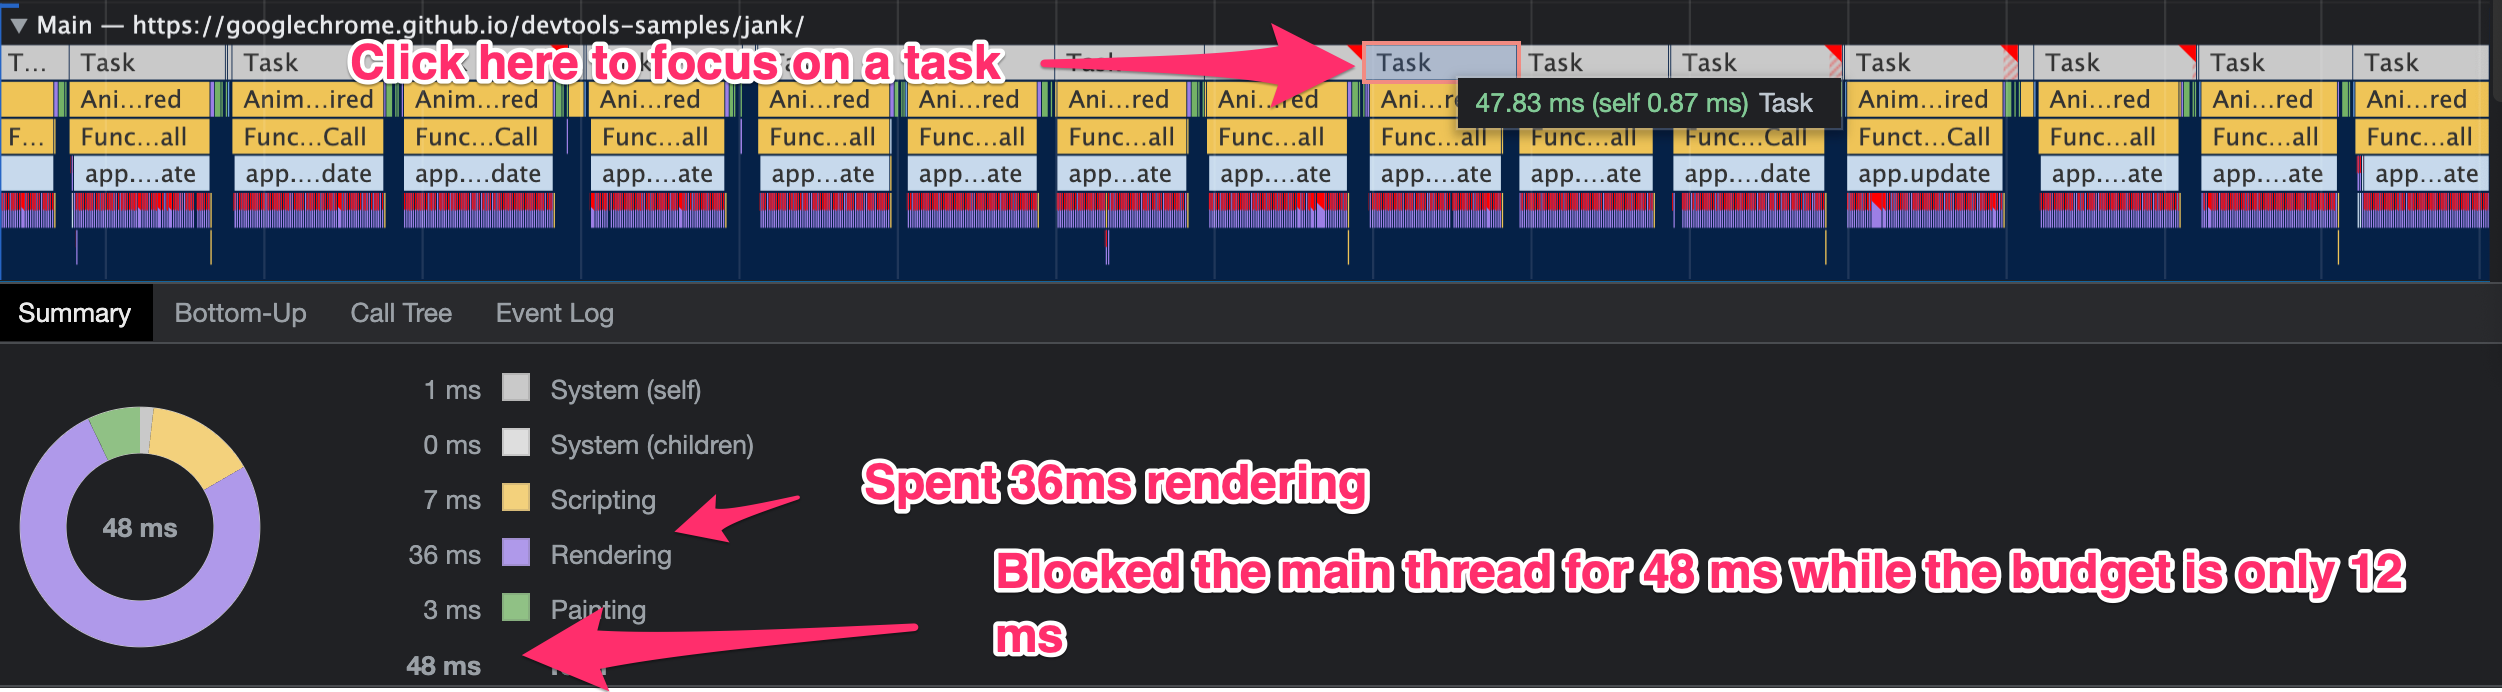 Main — https://googlechrome.github.io/devtools-samples/jank/
Click here to focus on a task
T... Task Task Task Task Task Task Task Task Task
Ani...red Anim...ired Anim...red Ani...red Ani...red Ani...red Ani...red Ani...red Anim...ired Ani...red Ani...red Ani...red
47.83 ms (self 0.87 ms) Task
F... Func...all Func...Call Func...Call Func...all Func...all Func...all Func...all Func...all Func...all Func...all Func...Call Funct...Call Func...all Func...all Func...all
app....ate app....date app....date app....ate app...ate app...ate app...ate app....ate app....ate app....ate app....date app.update app....ate app....ate app...ate
Summary Bottom-Up Call Tree Event Log
1 ms System (self)
0 ms System (children)
7 ms Scripting
36 ms Rendering
3 ms Painting
48 ms
48 ms
Spent 36ms rendering
Blocked the main thread for 48 ms while the budget is only 12
ms